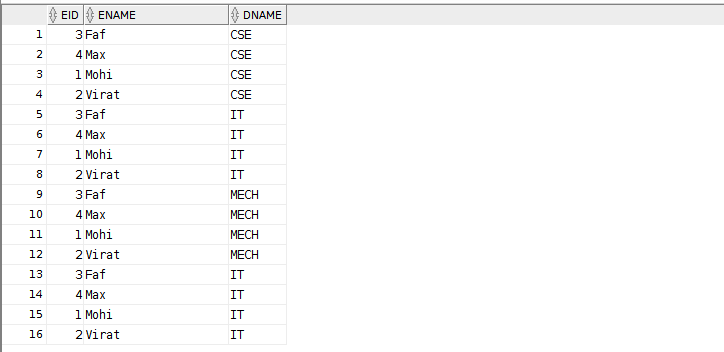 EID ENAME DNAME
1 3 Faf CSE
2 4 Max CSE
3 1 Mohi CSE
4 2 Virat CSE
5 3 Faf IT
6 4 Max IT
7 1 Mohi IT
8 2 Virat IT
9 3 Faf MECH
10 4 Max MECH
11 1 Mohi MECH
12 2 Virat MECH
13 3 Faf IT
14 4 Max IT
15 1 Mohi IT
16 2 Virat IT